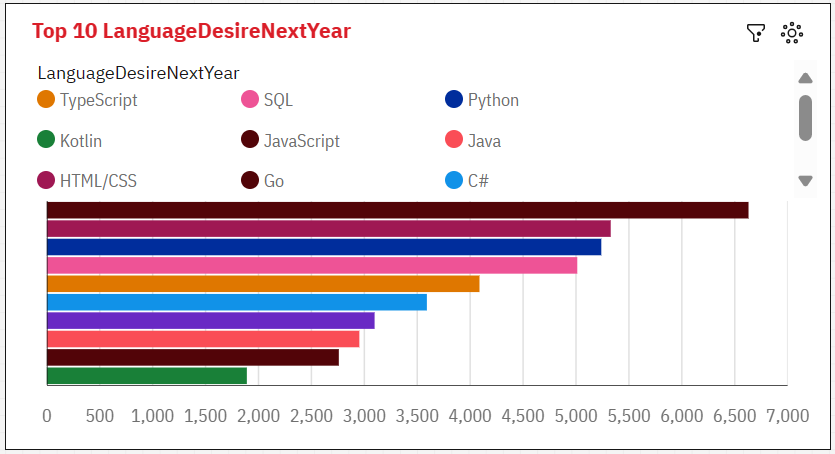 Top 10 LanguageDesireNextYear
LanguageDesireNextYear
TypeScript SQL Python
Kotlin JavaScript Java
HTML/CSS Go C#
0 500 1,000 1,500 2,000 2,500 3,000 3,500 4,000 4,500 5,000 5,500 6,000 6,500 7,000